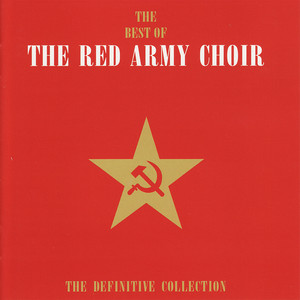 THE
BEST OF
THE RED ARMY CHOIR
THE DEFINITIVE COLLECTION